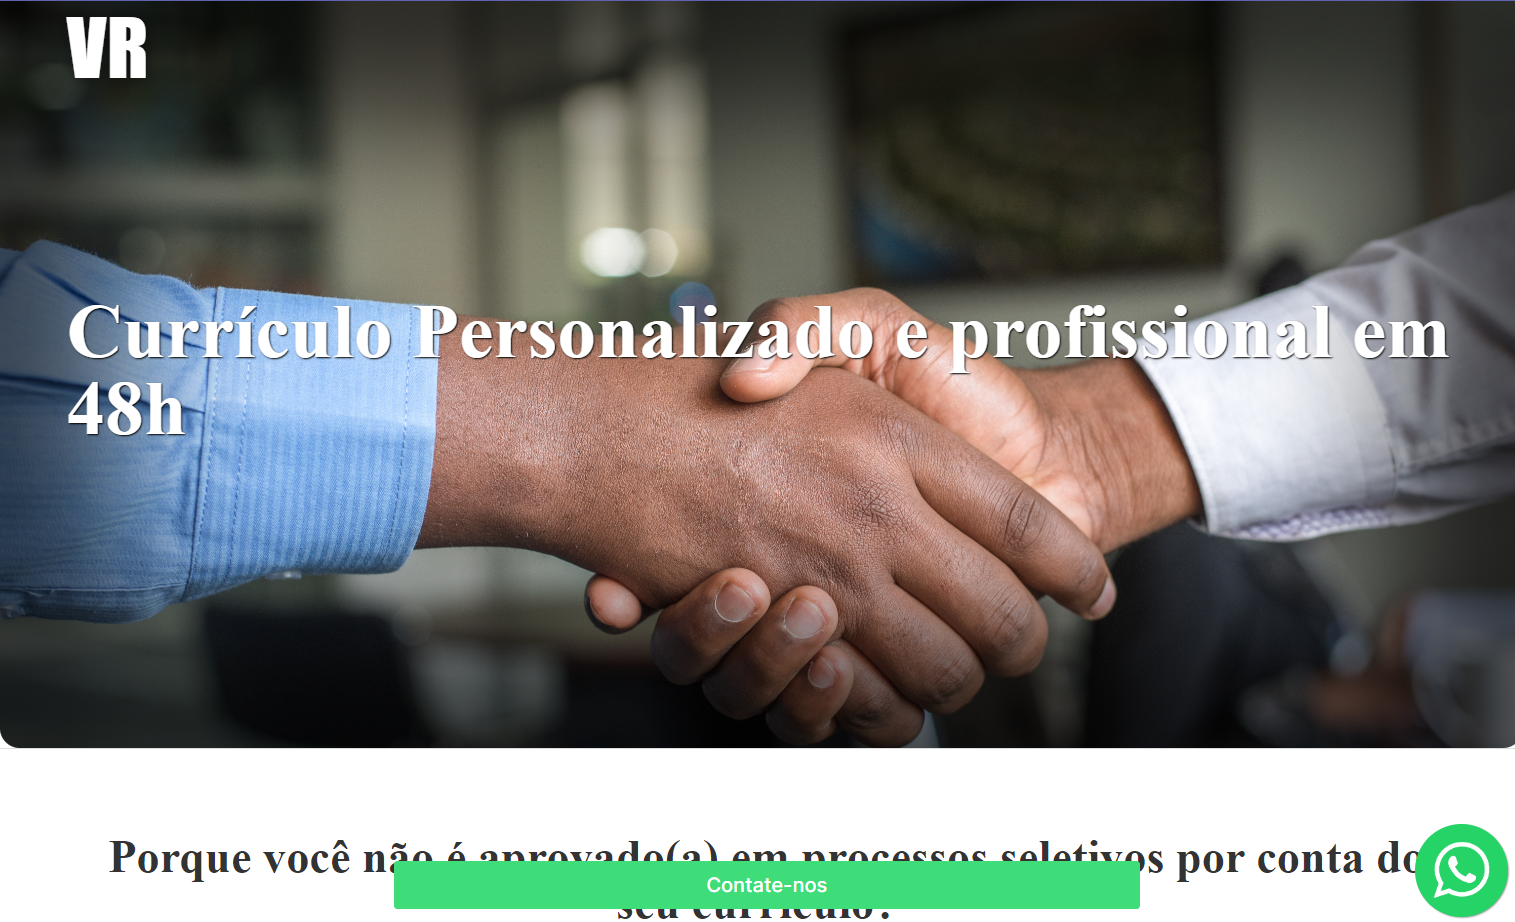 VR
Currículo Personalizado e profissional em
48h
Porque você não é aprovado(a) em processos seletivos por conta do
seu currículo?
Contate-nos